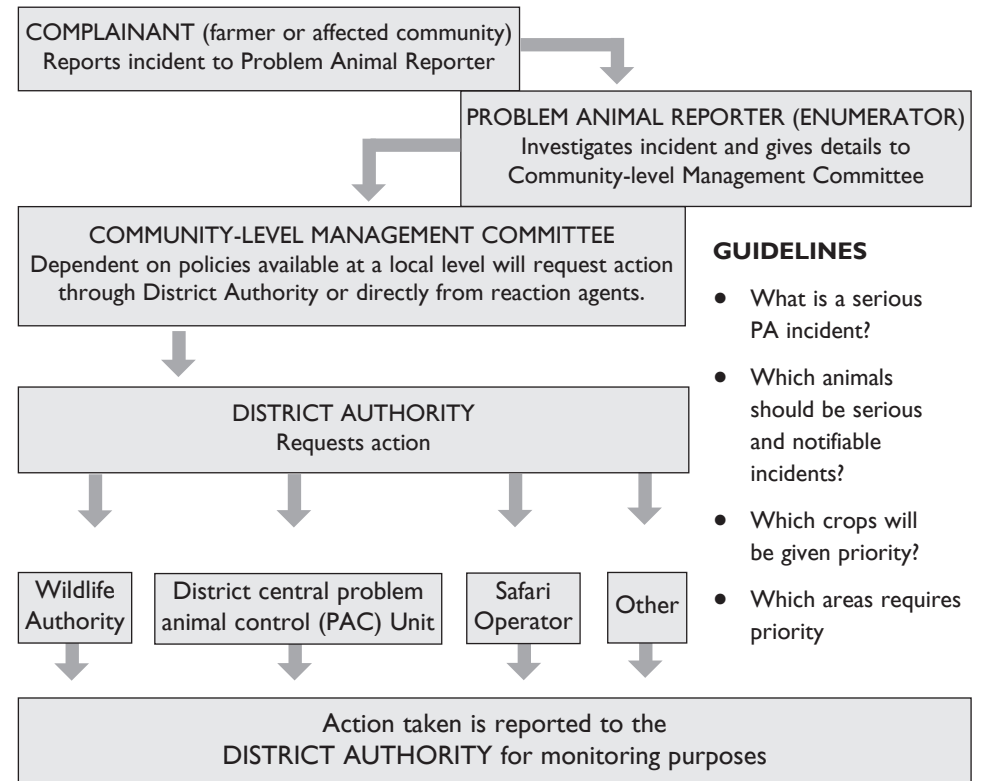 COMPLAINANT (farmer or affected community)
Reports incident to Problem Animal Reporter
PROBLEM ANIMAL REPORTER (ENUMERATOR)
Investigates incident and gives details to
Community-level Management Committee
COMMUNITY-LEVEL MANAGEMENT COMMITTEE
Dependent on policies available at a local level will request action
through District Authority or directly from reaction agents.
DISTRICT AUTHORITY
Requests action
Wildlife
Authority
District central problem
animal control (PAC) Unit
Safari
Operator
Other
Action taken is reported to the
DISTRICT AUTHORITY for monitoring purposes
GUIDELINES
• What is a serious
PA incident?
• Which animals
should be serious
and notifiable
incidents?
• Which crops will
be given priority?
• Which areas requires
priority